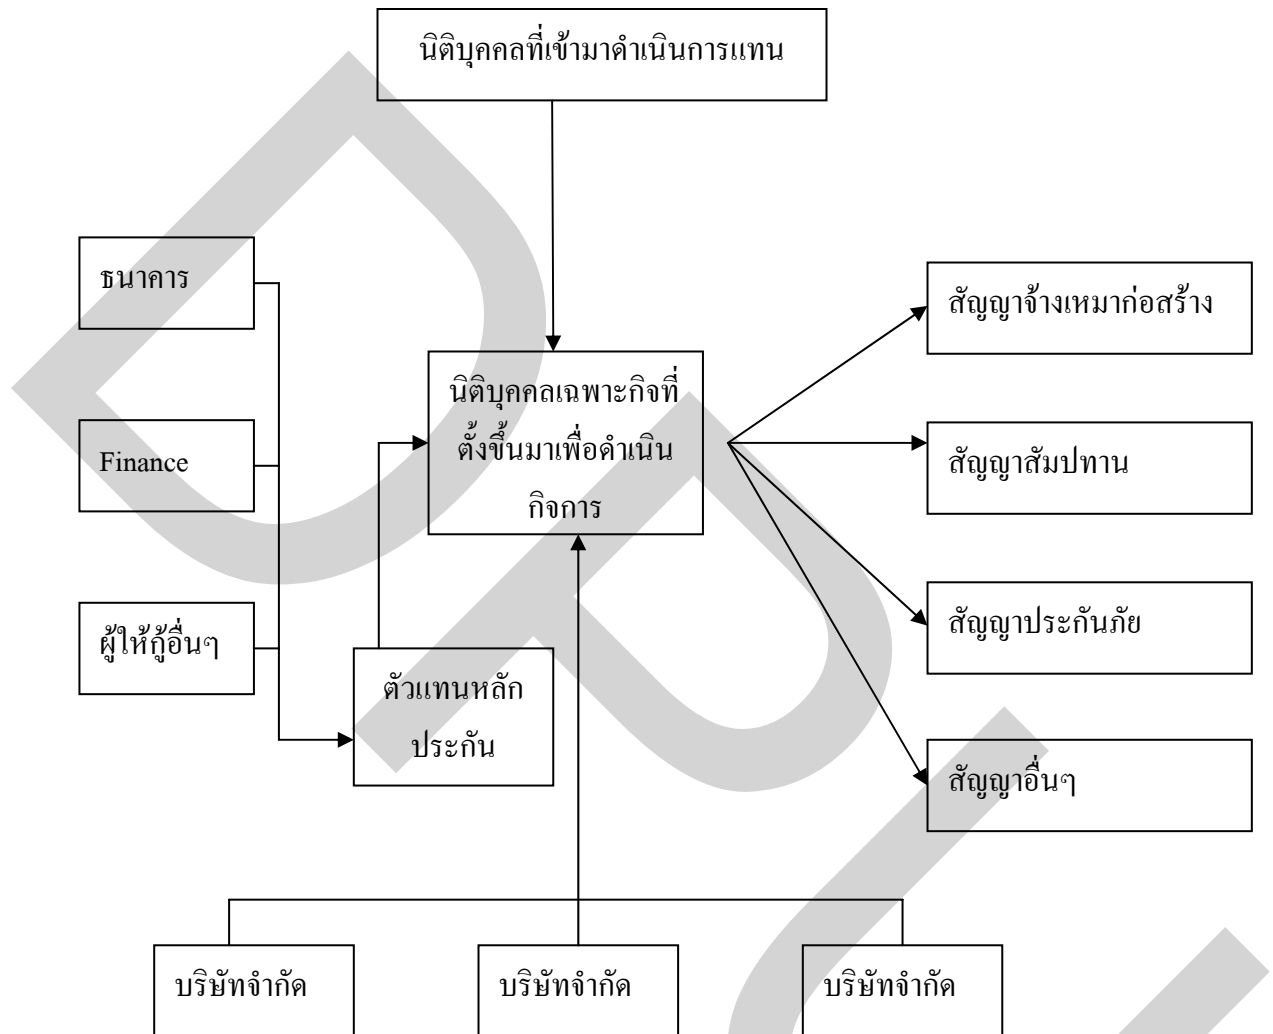 นิติบุคคลที่เข้ามาดำเนินการแทน
ธนาคาร
Finance
ผู้ให้กู้อื่นๆ
ตัวแทนหลัก
ประกัน
นิติบุคคลเฉพาะกิจที่
ตั้งขึ้นมาเพื่อดำเนิน
กิจการ
สัญญาจ้างเหมาก่อสร้าง
สัญญาสัมปทาน
สัญญาประกันภัย
สัญญาอื่นๆ
บริษัทจำกัด
บริษัทจำกัด
บริษัทจำกัด